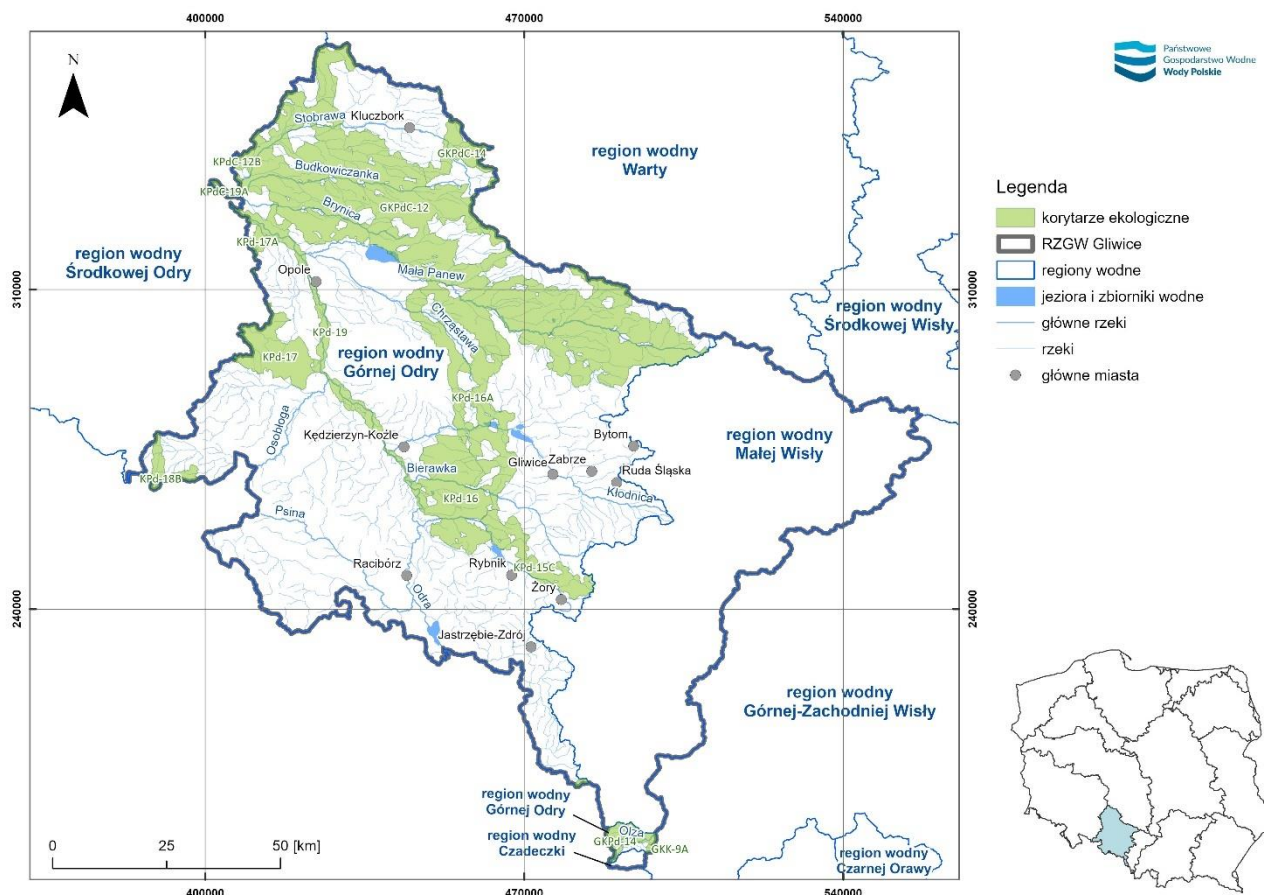 400000
470000
540000
Państwowe
Gospodarstwo Wodne
Wody Polskie
N
Stobrawa
Kluczbork
KPdC-12B
GKPdC-14
region wodny
Warty
Budkowiczanka
KPdC-19A
GKPdC-12
Brynica
Legenda
korytarze ekologiczne
RZGW Gliwice
regiony wodne
jeziora i zbiorniki wodne
główne rzeki
rzeki
główne miasta
region wodny
Środkowej Odry
KPd-17A
Opole
Mała Panew
310000
310000
region wodny
Środkowej Wisły
Chrząstawa
KPd-19
KPd-17
region wodny
Górnej Odry
KPd-16A
Osobłoga
Kędzierzyn-Koźle
Bytom
region wodny
Małej Wisły
Gliwice
Zabrze
Ruda Śląska
Bierawka
KPd-18B
KPd-16
Kłodnica
Psina
Racibórz
Rybnik
KPd-15C
Żory
Odra
240000
240000
Jastrzębie-Zdrój
region wodny
Górnej-Zachodniej Wisły
region wodny
Górnej Odry
Olza
GKPd-14
GKK-9A
region wodny
Czadeczki
region wodny
Czarnej Orawy
0
25
50 [km]
400000
470000
540000